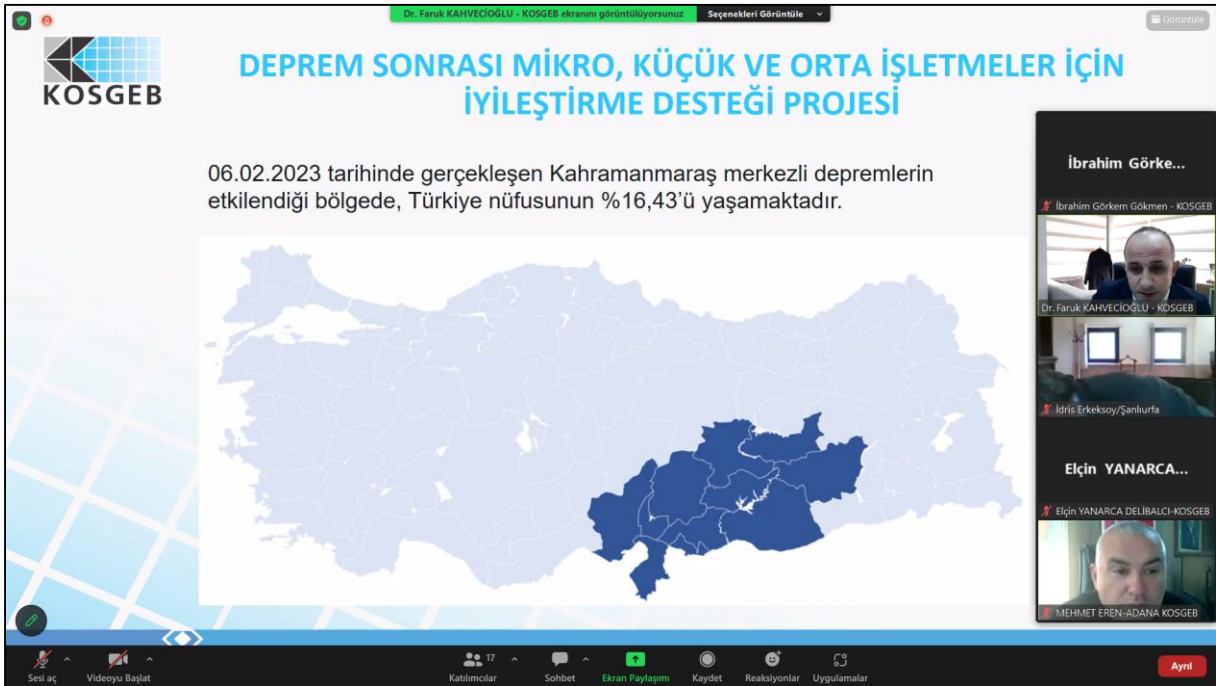 Dr. Faruk KAHVECİOĞLU - KOSGEB ekranını görüntülüyorsunuz
Seçenekleri Görüntüle
Görüntüle
KOSGEB
DEPREM SONRASI MİKRO, KÜÇÜK VE ORTA İŞLETMELER İÇİN
İYİLEŞTİRME DESTEĞİ PROJESİ
06.02.2023 tarihinde gerçekleşen Kahramanmaraş merkezli depremlerin
etkilendiği bölgede, Türkiye nüfusunun %16,43’ü yaşamaktadır.
İbrahim Görke...
İbrahim Görkem Gökmen - KOSGEB
Dr. Faruk KAHVECİOĞLU - KOSGEB
İdris Erkeksoy/Şanlıurfa
Elçin YANARCA...
Elçin YANARCA DELİBALCI-KOSGEB
MEHMET EREN-ADANA KOSGEB
Sesi aç
Videoyu Başlat
17
Katılımcılar
Sohbet
Ekran Paylaşımı
Kaydet
Reaksiyonlar
Uygulamalar
Ayrıl